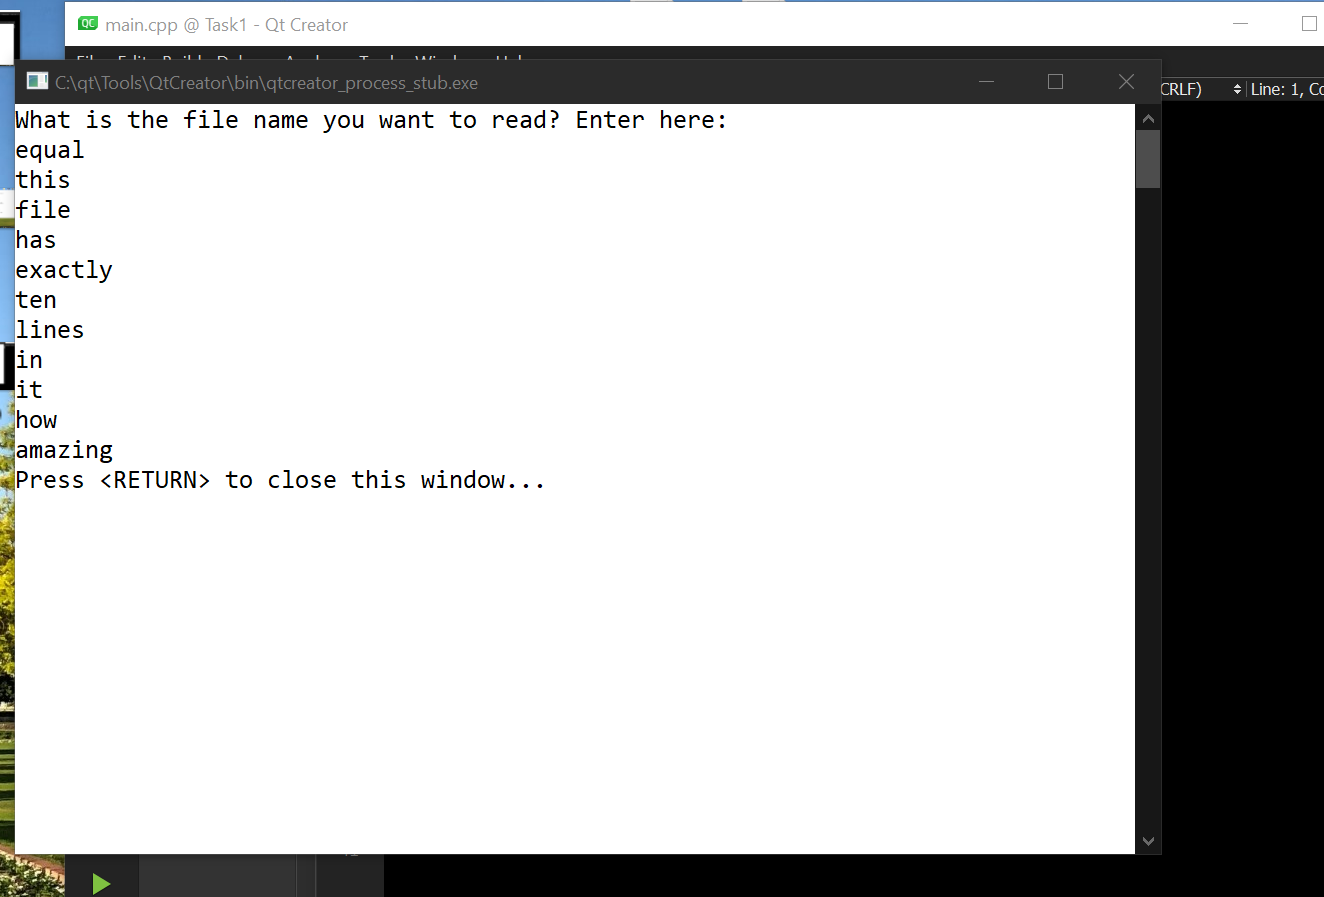 main.cpp @ Task1 - Qt Creator
C:\qt\Tools\QtCreator\bin\qtcreator_process_stub.exe
CRLF) Line: 1, Co
What is the file name you want to read? Enter here:
equal
this
file
has
exactly
ten
lines
in
it
how
amazing
Press <RETURN> to close this window...